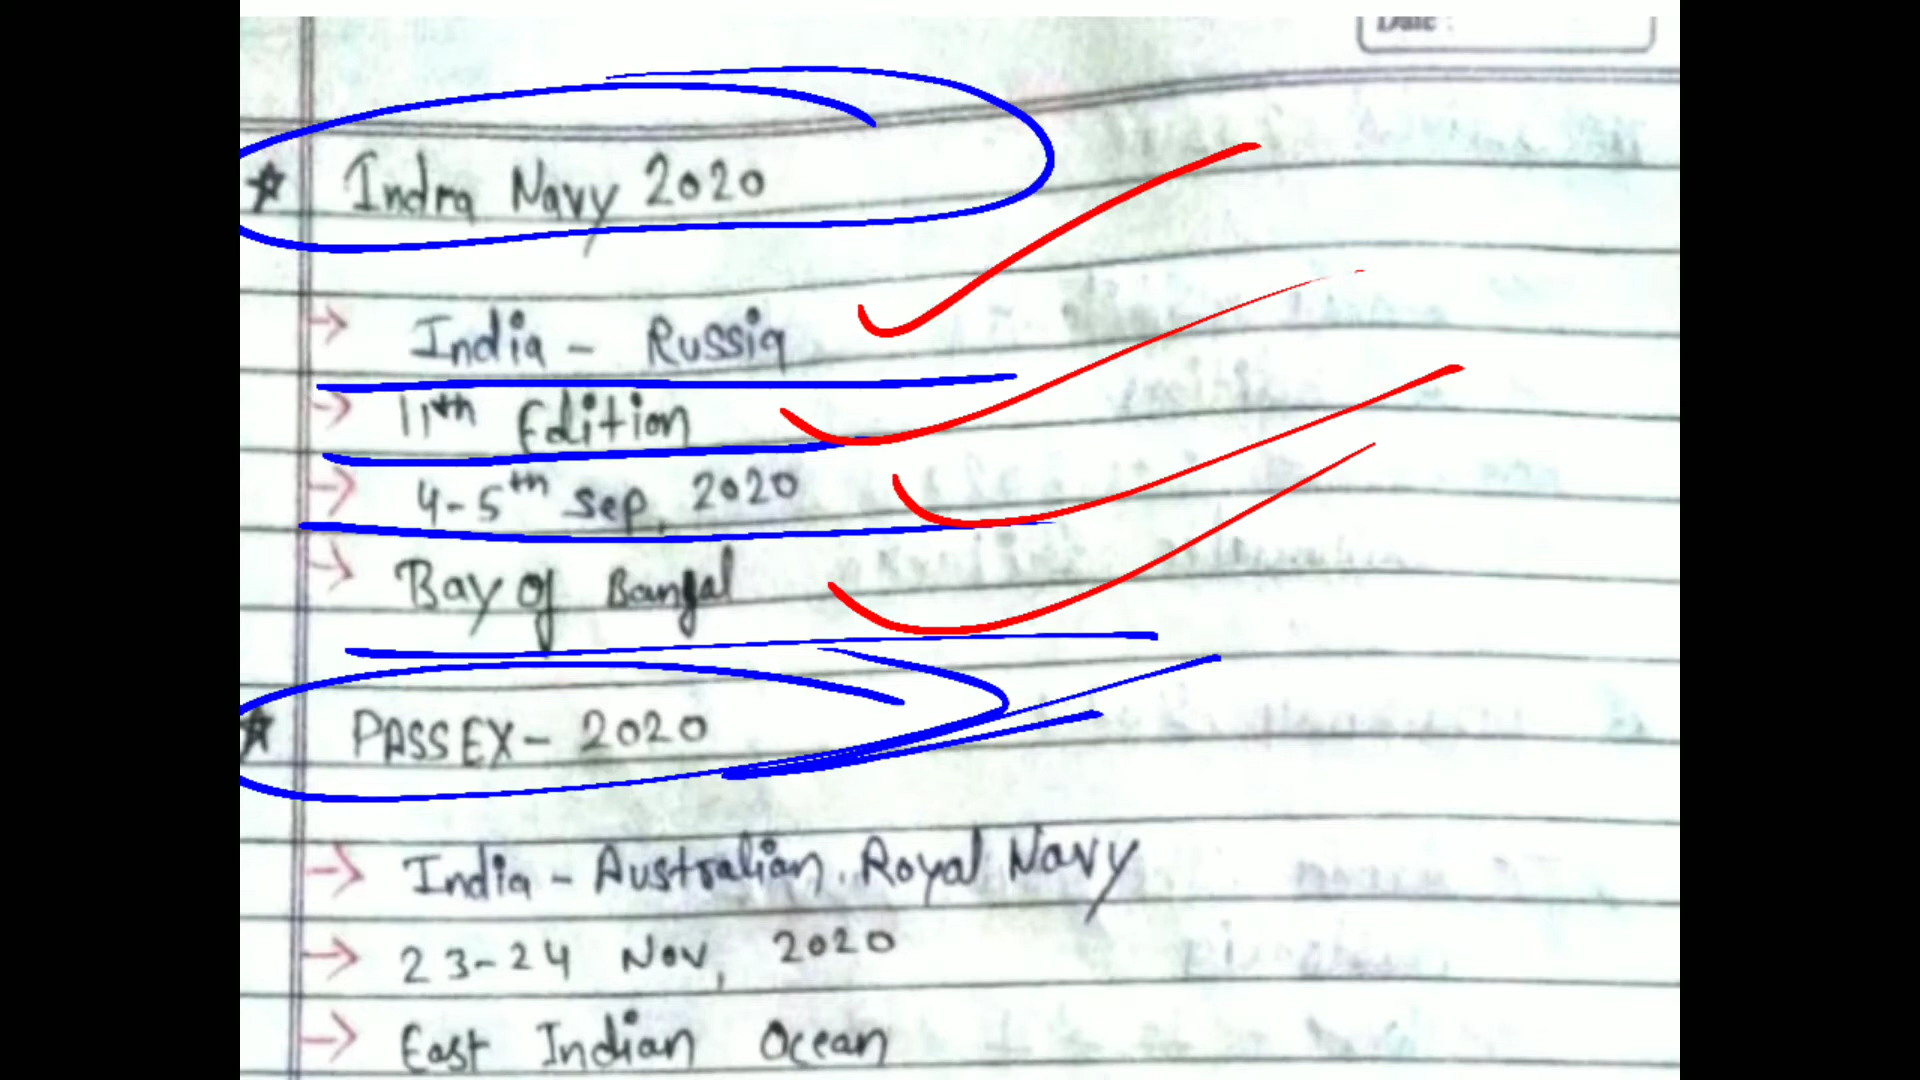 Date :
☆ Indra Navy 2020
→ India - Russia
→ 11th Edition
→ 4-5th Sep, 2020
→ Bay of Bangal
☆ PASSEX - 2020
→ India - Australian. Royal Navy
→ 23-24 Nov, 2020
→ East Indian Ocean